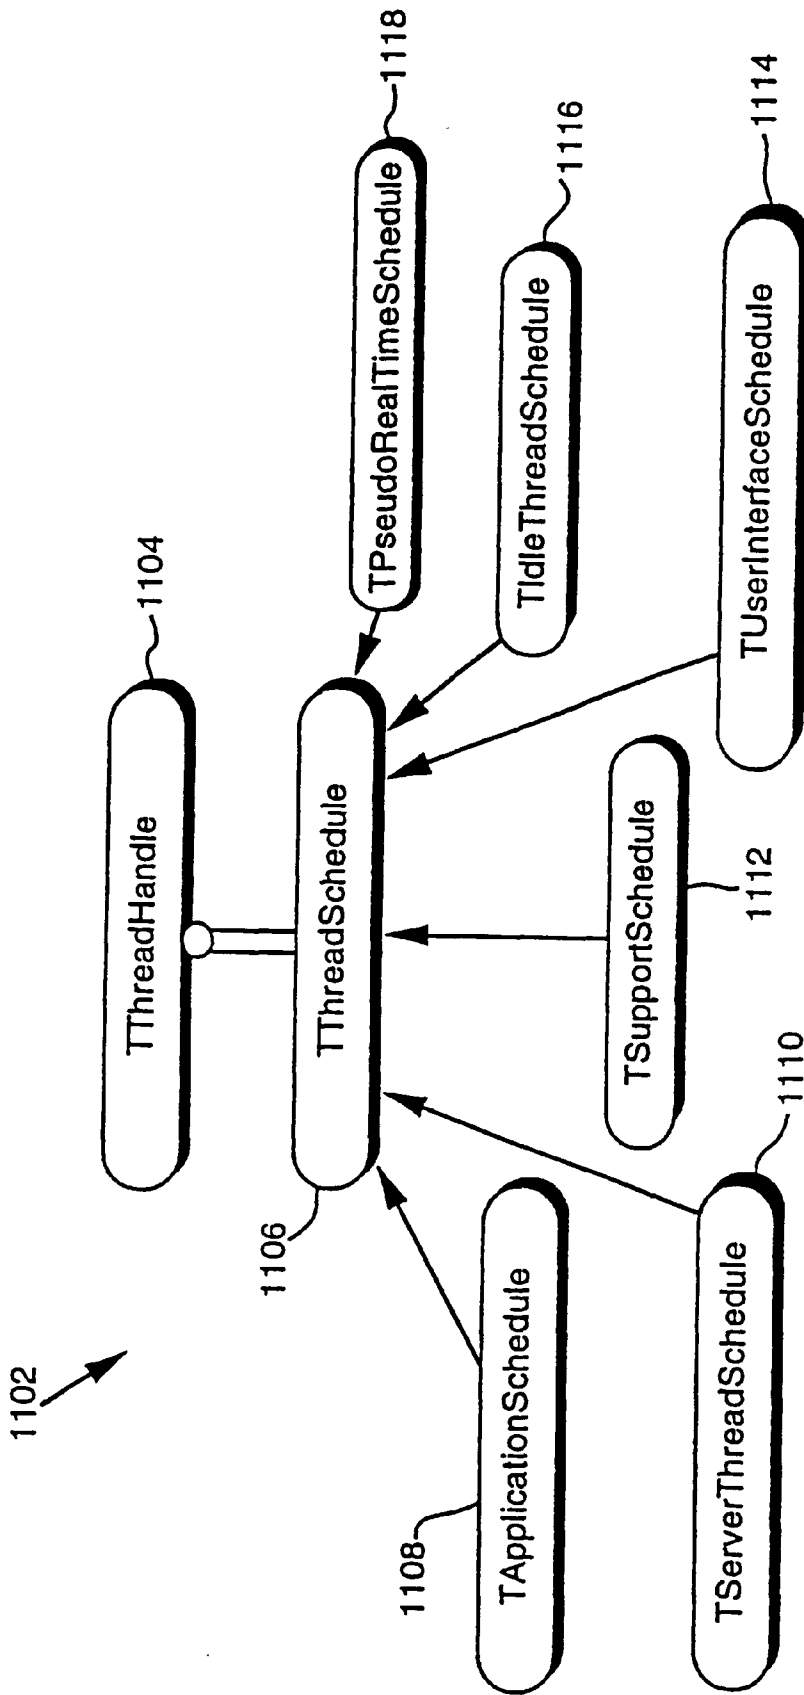 1102
TThreadHandle
1104
1106
TThreadSchedule
1108
TApplicationSchedule
TPseudoRealTimeSchedule
1118
TIdleThreadSchedule
1116
TSupportSchedule
1112
TServerThreadSchedule
1110
TUserInterfaceSchedule
1114